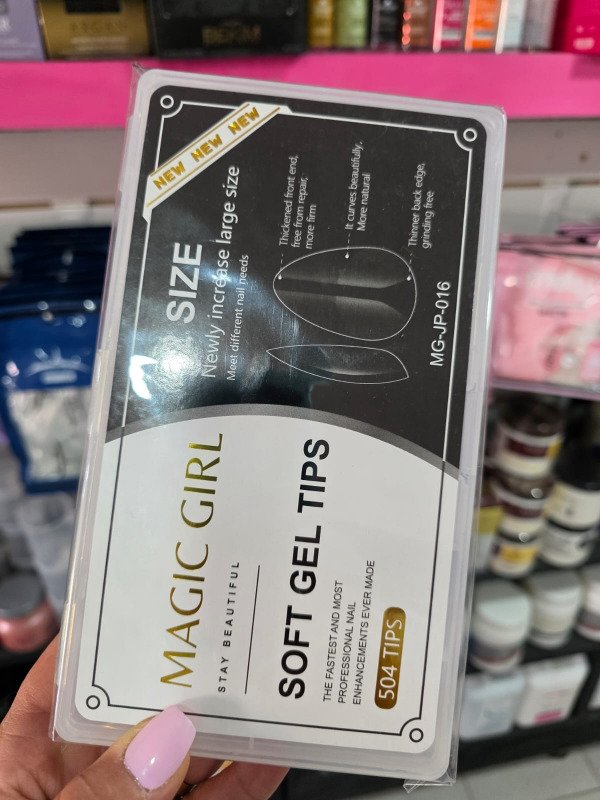 MAGIC GIRL
STAY BEAUTIFUL
SOFT GEL TIPS
THE FASTEST AND MOST
PROFESSIONAL NAIL
ENHANCEMENTS EVER MADE
504 TIPS
NEW NEW NEW
SIZE
Newly increase large size
Meet different nail needs
Thickened front end,
free from repair,
more firm
It curves beautifully,
More natural
Thinner back edge,
grinding free
MG-JP-016